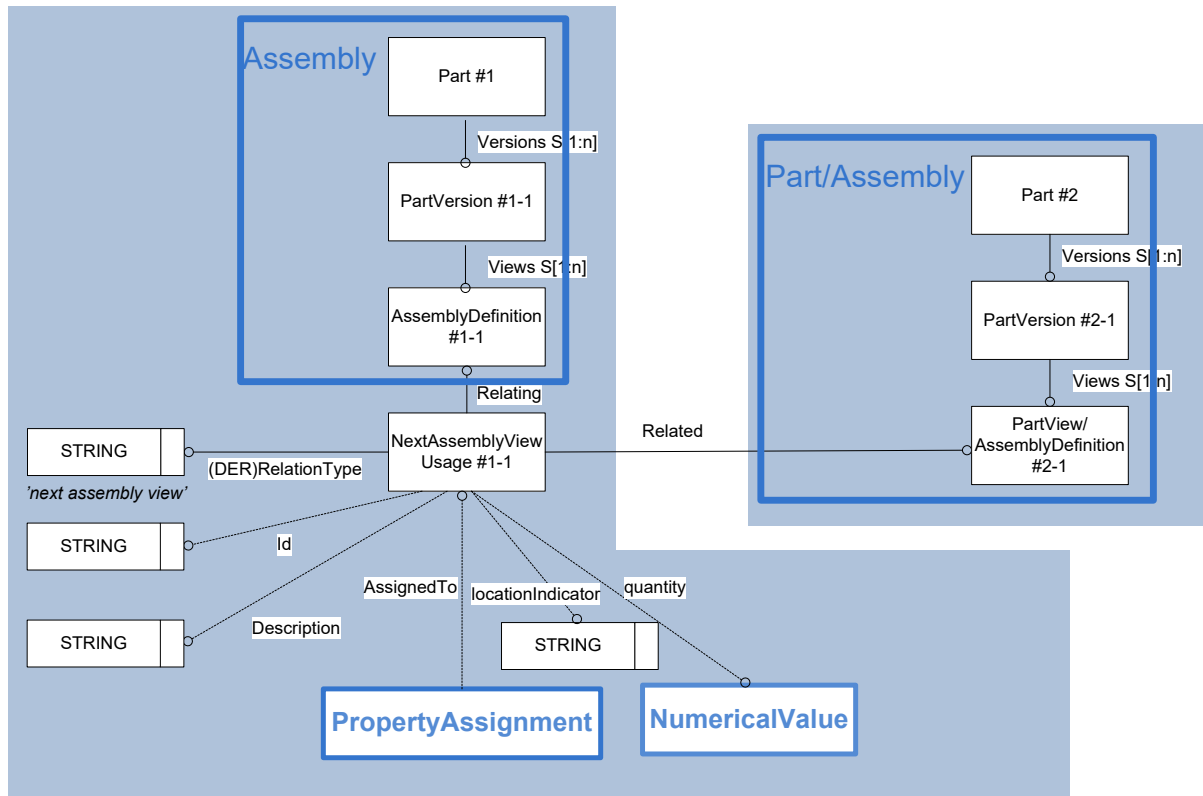 Assembly
Part #1
Versions S[1:n]
PartVersion #1-1
Views S[1:n]
AssemblyDefinition
#1-1
Relating
Part/Assembly
Part #2
Versions S[1:n]
PartVersion #2-1
Views S[1:n]
PartView/
AssemblyDefinition
#2-1
NextAssemblyView
Usage #1-1
Related
STRING
(DER)RelationType
'next assembly view'
STRING
Id
STRING
Description
AssignedTo
locationIndicator
quantity
STRING
PropertyAssignment
NumericalValue